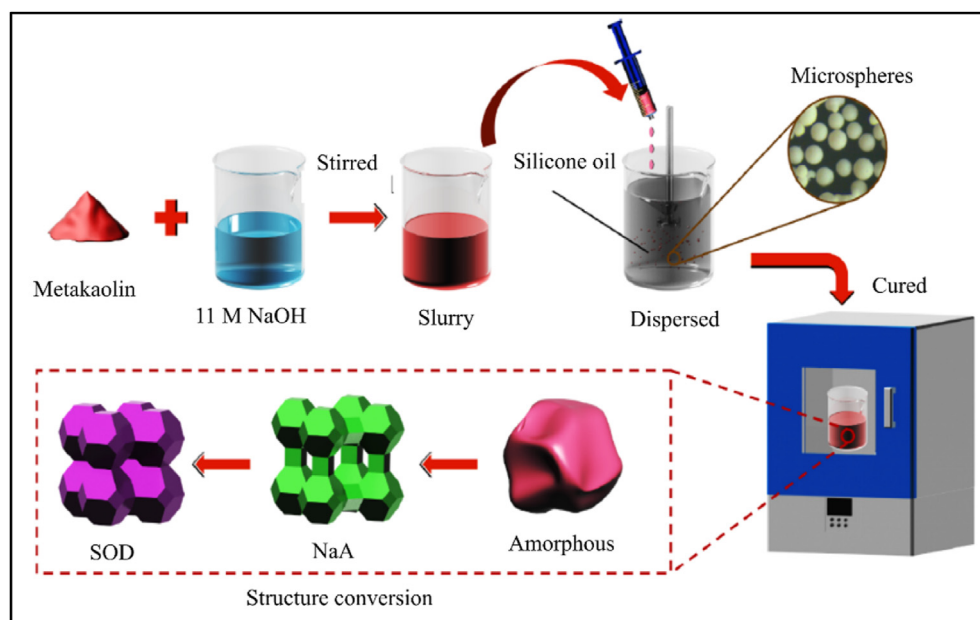 Microspheres
Stirred
Silicone oil
Metakaolin
11 M NaOH
Slurry
Dispersed
Cured
SOD
NaA
Amorphous
Structure conversion